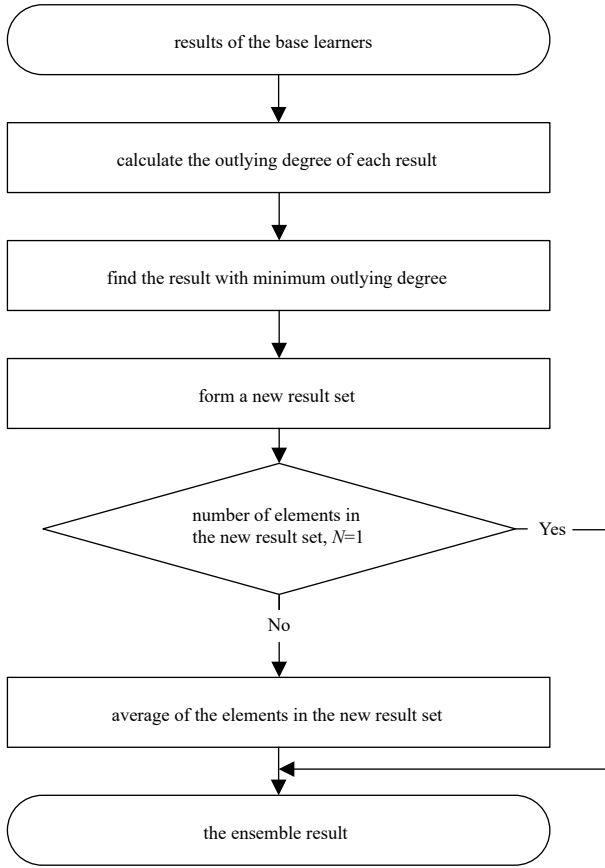 results of the base learners
calculate the outlying degree of each result
find the result with minimum outlying degree
form a new result set
number of elements in
the new result set, N=1
Yes
No
average of the elements in the new result set
the ensemble result